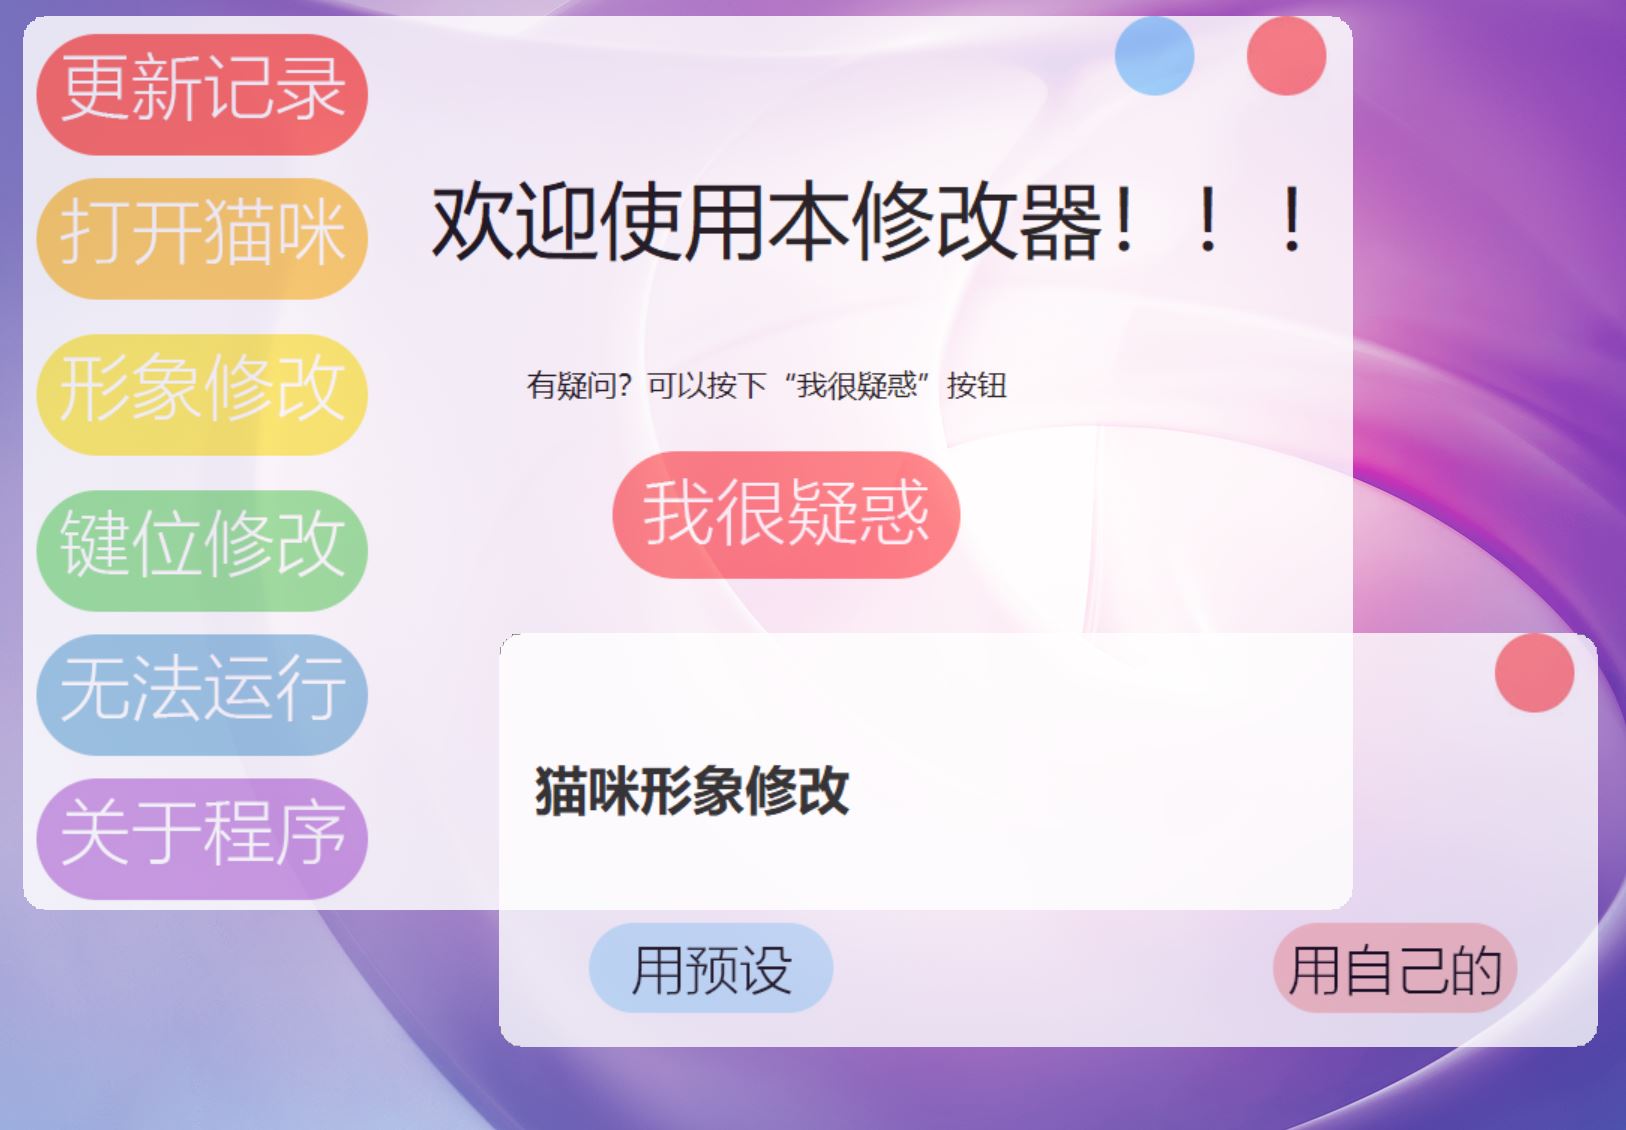 更新记录
打开猫咪
形象修改
键位修改
无法运行
关于程序
欢迎使用本修改器！！！
有疑问？可以按下“我很疑惑”按钮
我很疑惑
猫咪形象修改
用预设
用自己的